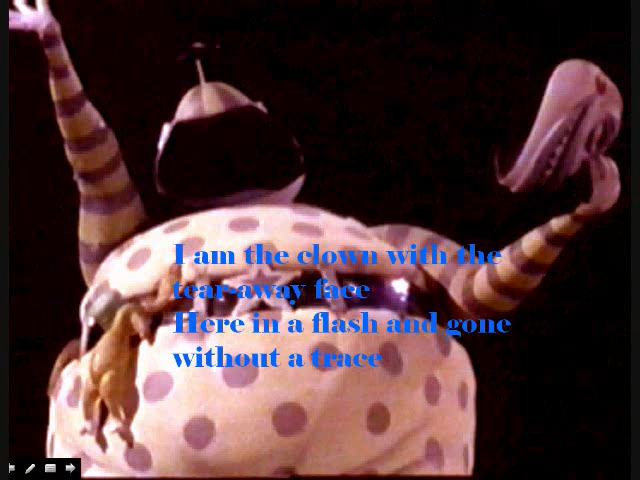 I am the clown with the
tear-away face
Here in a flash and gone
without a trace